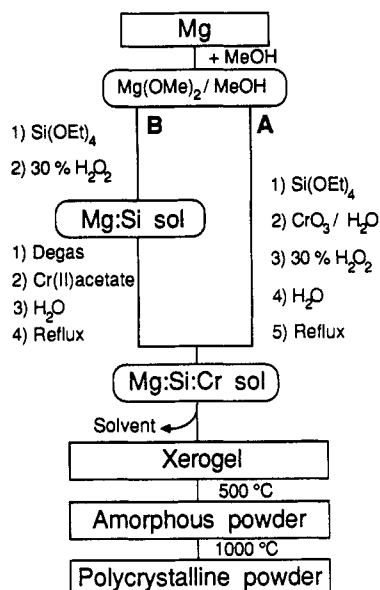 Mg
+ MeOH
Mg(OMe)₂ / MeOH
B
A
1) Si(OEt)₄
2) 30 % H₂O₂
Mg:Si sol
1) Degas
2) Cr(II)acetate
3) H₂O
4) Reflux
1) Si(OEt)₄
2) CrO₃ / H₂O
3) 30 % H₂O₂
4) H₂O
5) Reflux
Mg:Si:Cr sol
Solvent
Xerogel
500 °C
Amorphous powder
1000 °C
Polycrystalline powder